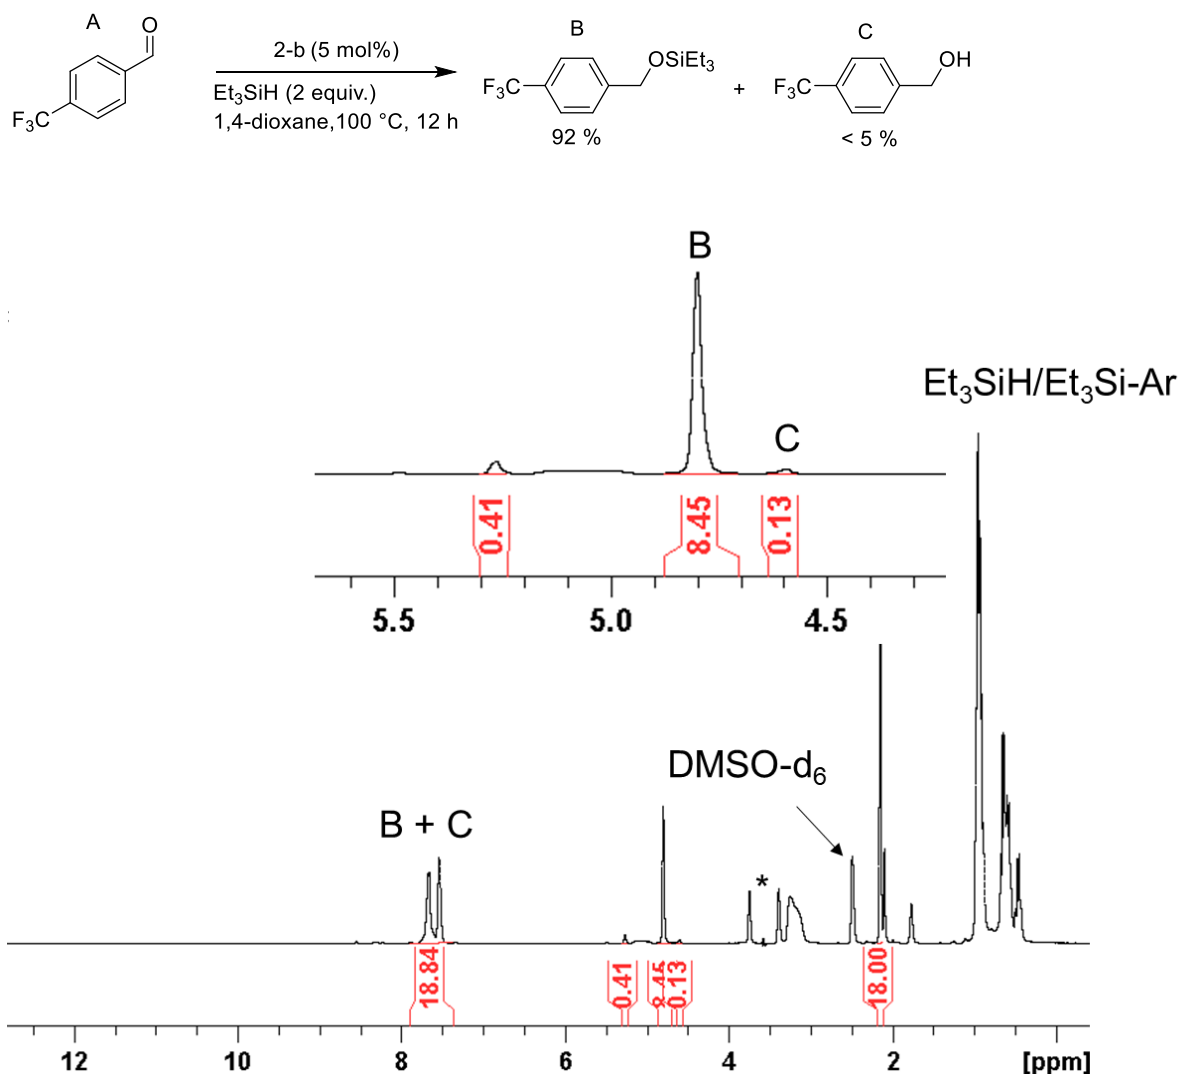 A
O
F₃C
2-b (5 mol%)
Et₃SiH (2 equiv.)
1,4-dioxane,100 °C, 12 h
B
OSiEt₃
F₃C
92 %
+
C
OH
F₃C
< 5 %
B
C
Et₃SiH/Et₃Si-Ar
0.41
8.45
0.13
5.5 5.0 4.5
DMSO-d₆
B + C
*
18.84
0.41
8.45
0.13
18.00
12 10 8 6 4 2 [ppm]